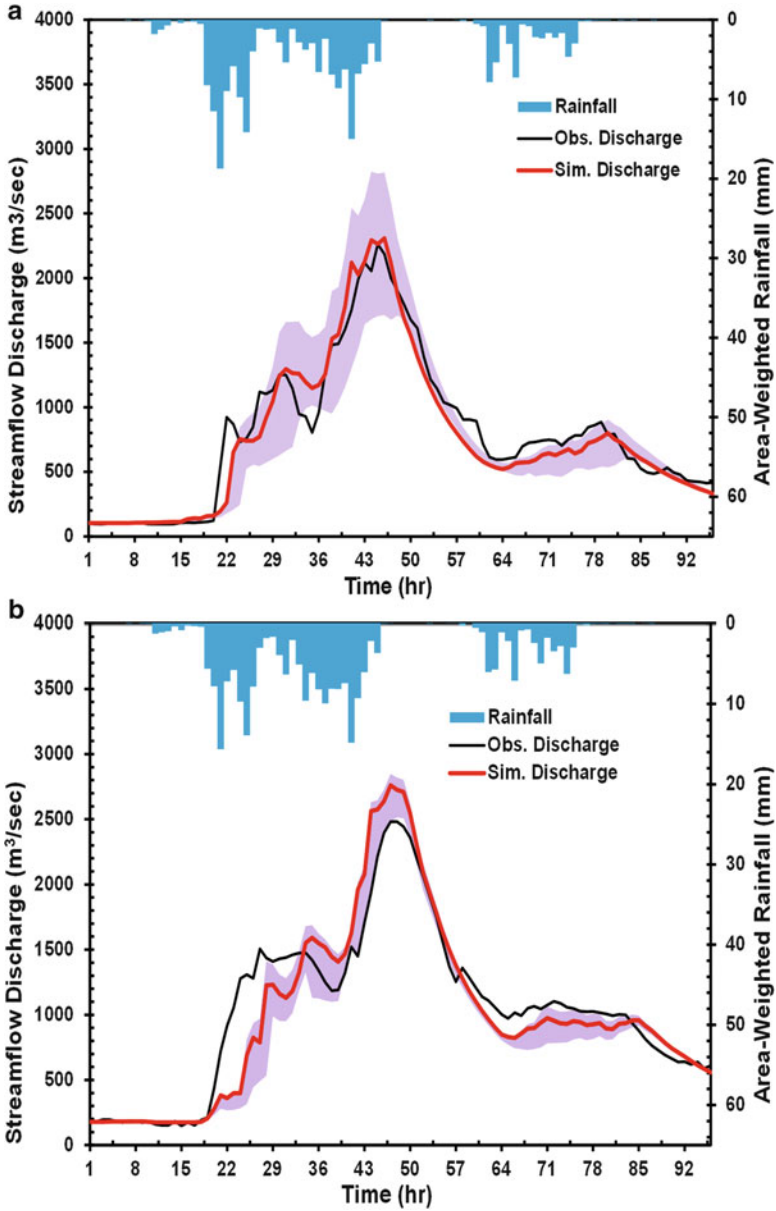 a
4000
3500
3000
2500
2000
1500
1000
500
0
Streamflow Discharge (m3/sec)
0
10
20
30
40
50
60
Area-Weighted Rainfall (mm)
Rainfall
Obs. Discharge
Sim. Discharge
1 8 15 22 29 36 43 50 57 64 71 78 85 92
Time (hr)
b
4000
3500
3000
2500
2000
1500
1000
500
0
Streamflow Discharge (m³/sec)
0
10
20
30
40
50
60
Area-Weighted Rainfall (mm)
Rainfall
Obs. Discharge
Sim. Discharge
1 8 15 22 29 36 43 50 57 64 71 78 85 92
Time (hr)